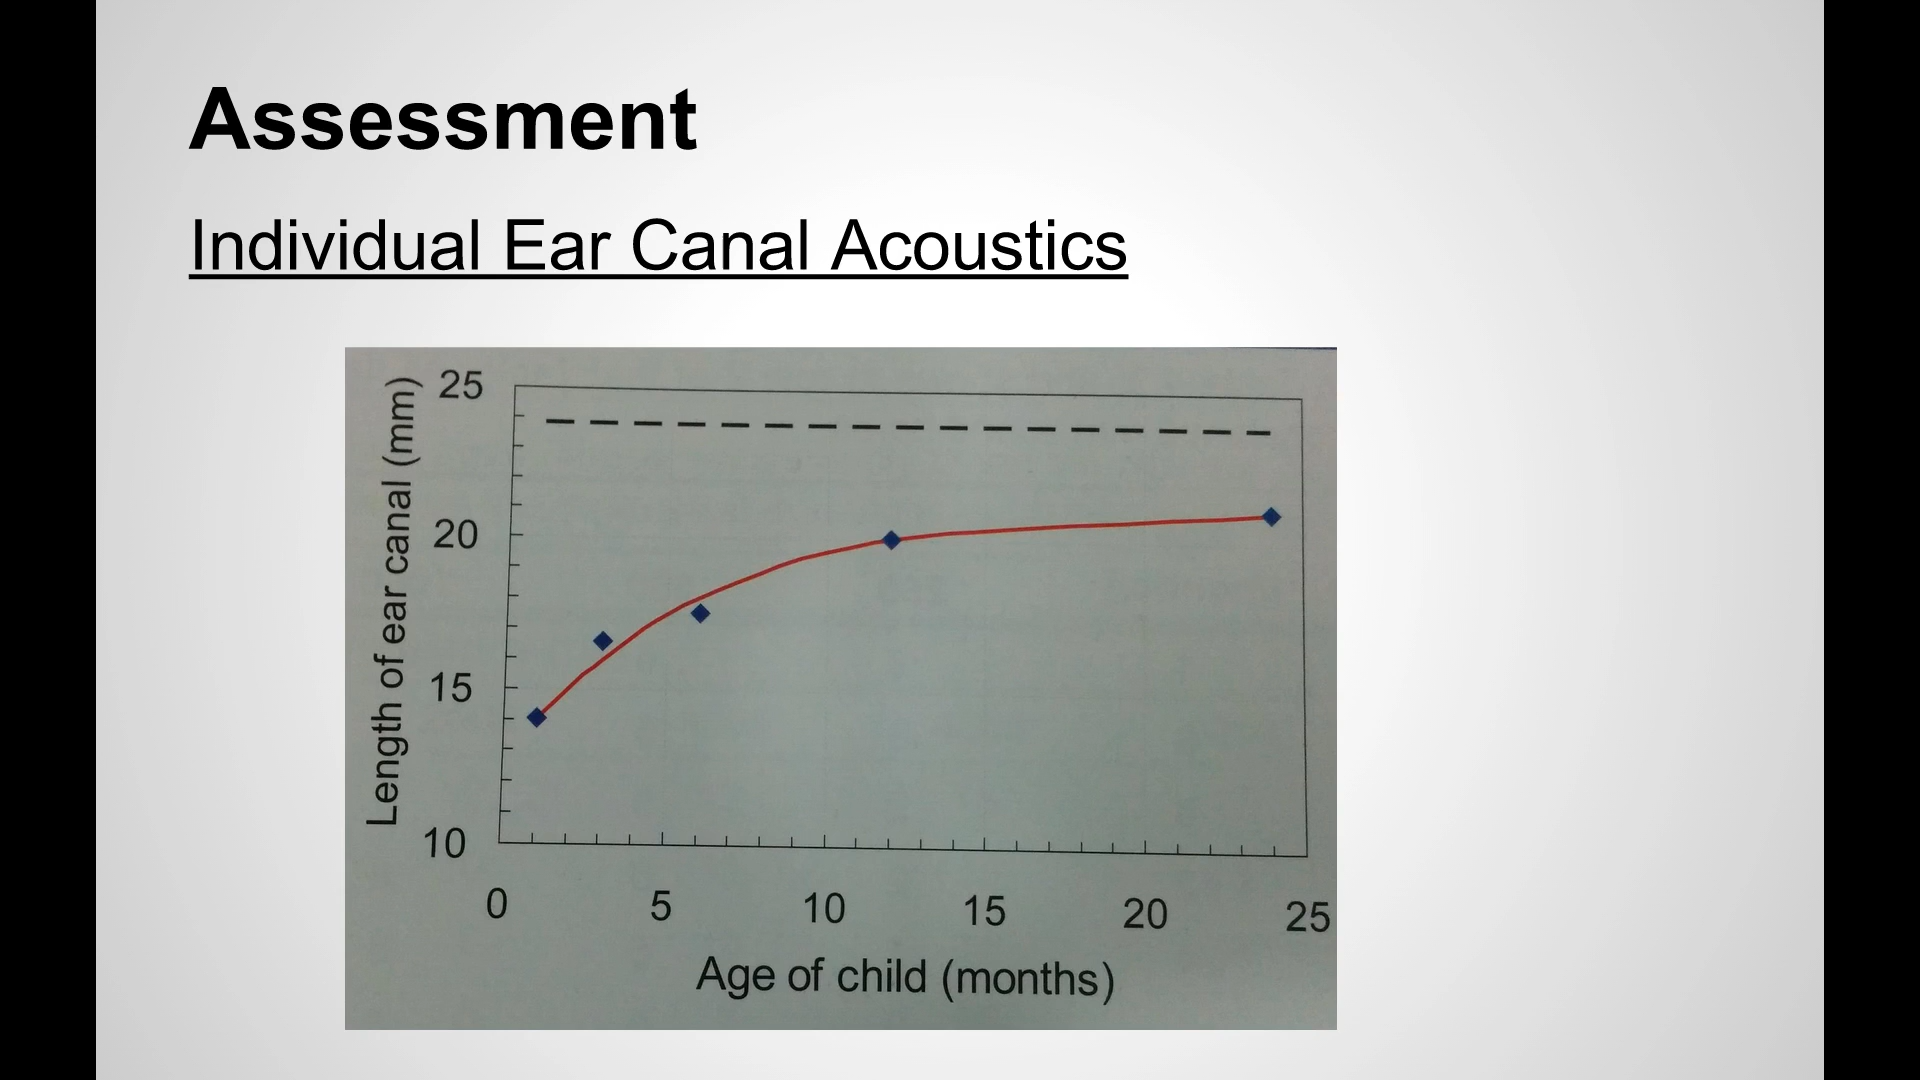 Assessment
Individual Ear Canal Acoustics
Length of ear canal (mm)
25
20
15
10
0 5 10 15 20 25
Age of child (months)